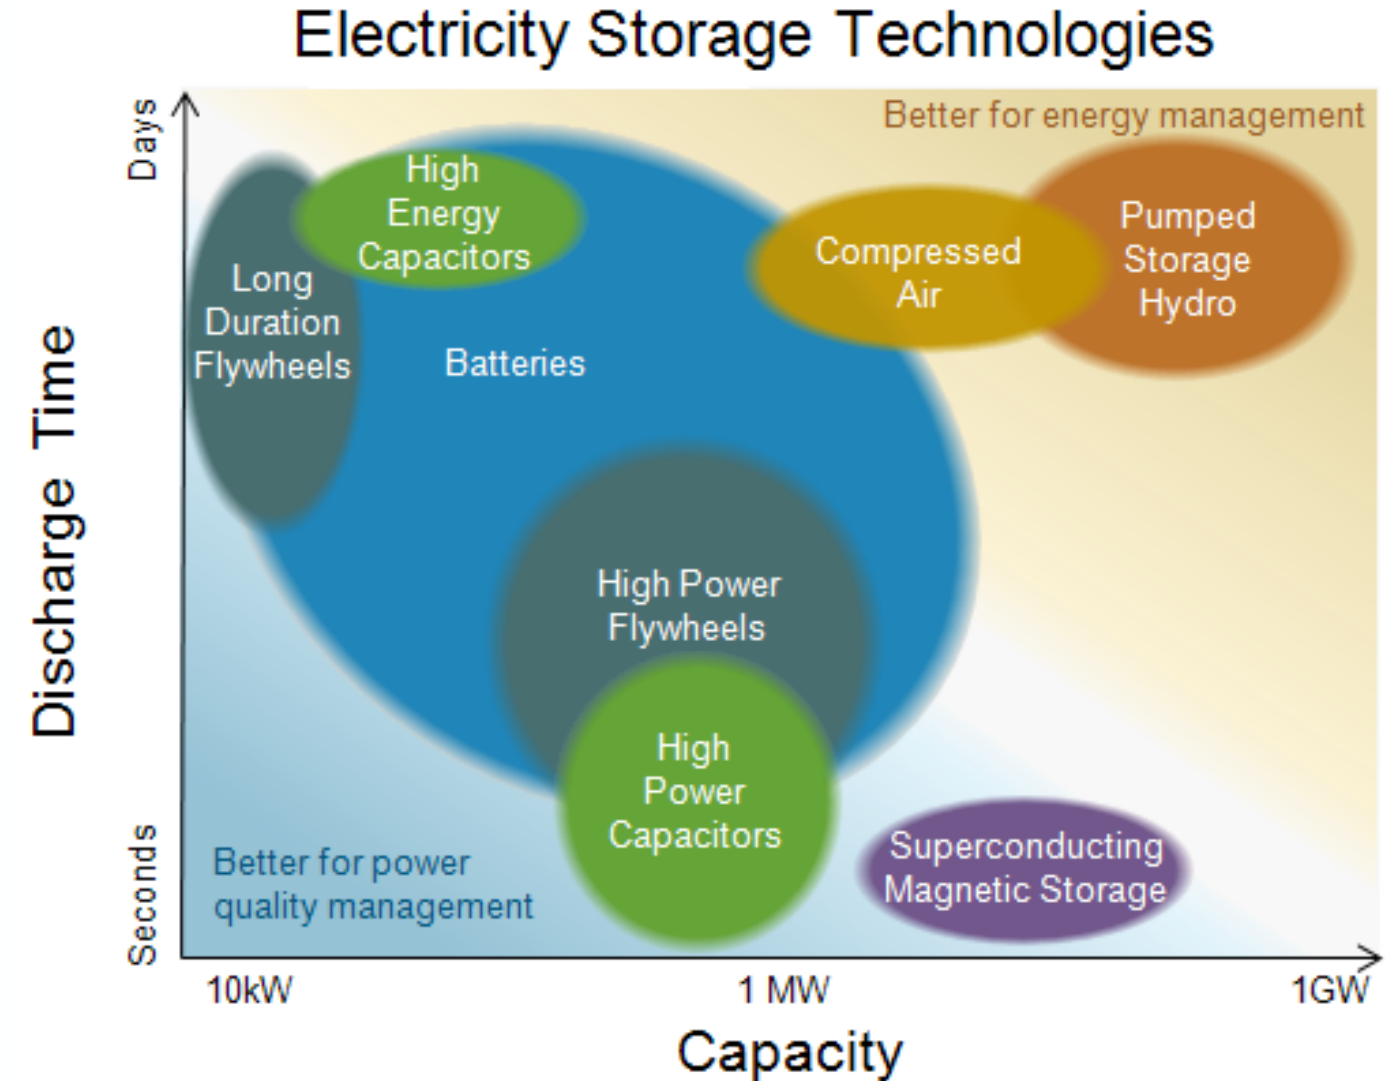 Electricity Storage Technologies
Days
Better for energy management
High
Energy
Capacitors
Pumped
Storage
Hydro
Compressed
Air
Long
Duration
Flywheels
Batteries
Discharge Time
High Power
Flywheels
High
Power
Capacitors
Superconducting
Magnetic Storage
Better for power
quality management
Seconds
10kW
1 MW
1GW
Capacity